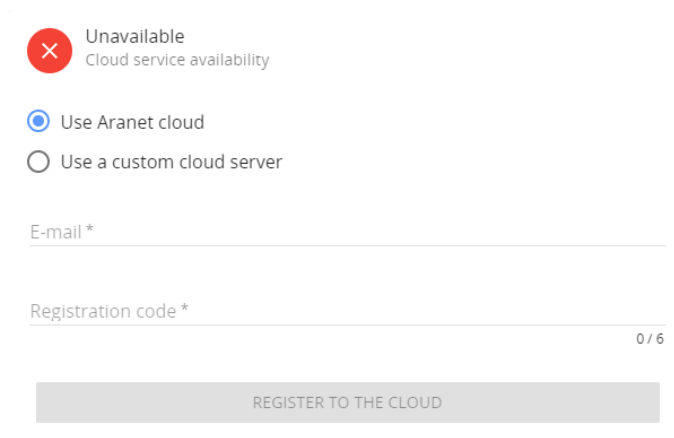 Unavailable
Cloud service availability
Use Aranet cloud
Use a custom cloud server
E-mail *
Registration code *
0 / 6
REGISTER TO THE CLOUD